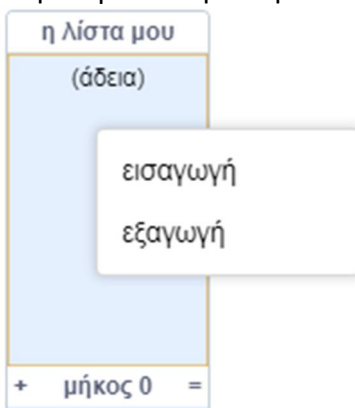 η λίστα μου
(άδεια)
εισαγωγή
εξαγωγή
+ μήκος 0 =